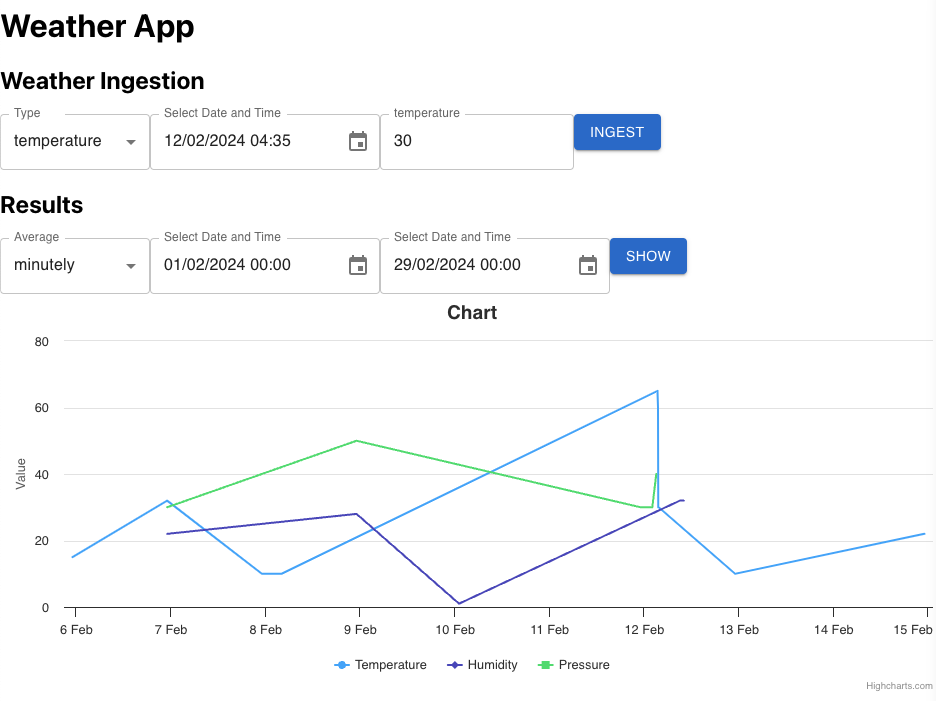 Weather App
Weather Ingestion
Type
Select Date and Time
temperature
temperature
12/02/2024 04:35
30
INGEST
Results
Average
Select Date and Time
Select Date and Time
minutely
01/02/2024 00:00
29/02/2024 00:00
SHOW
Chart
80
60
40
20
0
Value
6 Feb
7 Feb
8 Feb
9 Feb
10 Feb
11 Feb
12 Feb
13 Feb
14 Feb
15 Feb
Temperature
Humidity
Pressure
Highcharts.com